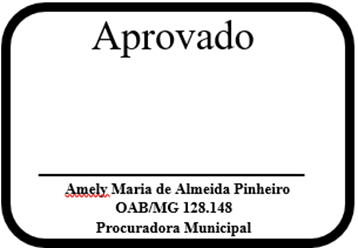 Aprovado
Amely Maria de Almeida Pinheiro
OAB/MG 128.148
Procuradora Municipal